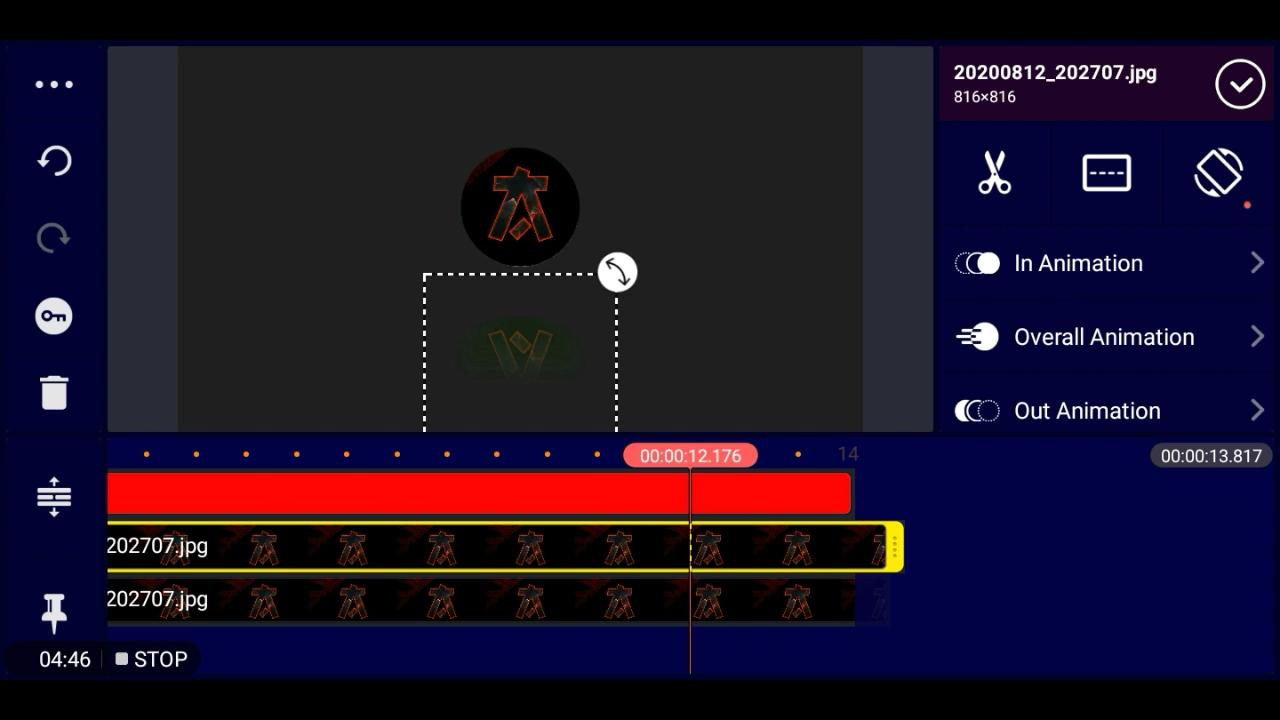 20200812_202707.jpg
816×816
In Animation
Overall Animation
Out Animation
00:00:12.176
14
00:00:13.817
202707.jpg
202707.jpg
04:46
STOP